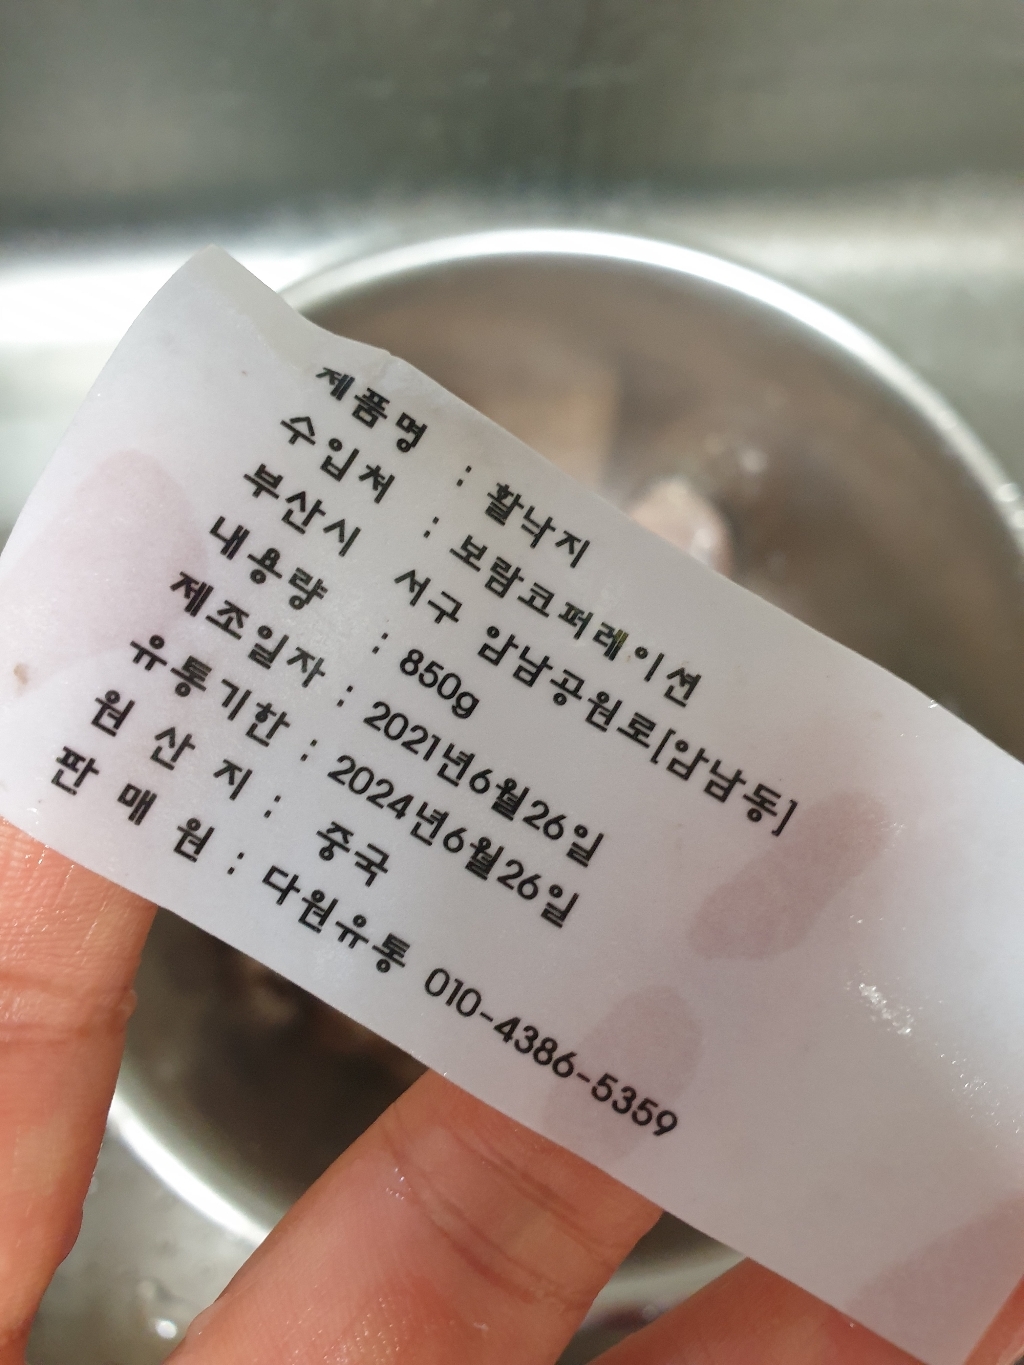 제품명 : 활낙지
수입처 : 보람코퍼레이션
부산시 서구 암남공원로[암남동]
내용량 : 850g
제조일자 : 2021년6월26일
유통기한 : 2024년6월26일
원 산 지 : 중국
판 매 원 : 다원유통 010-4386-5359